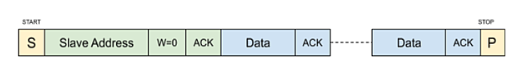 START STOP
S Slave Address W=0 ACK Data ACK Data ACK P